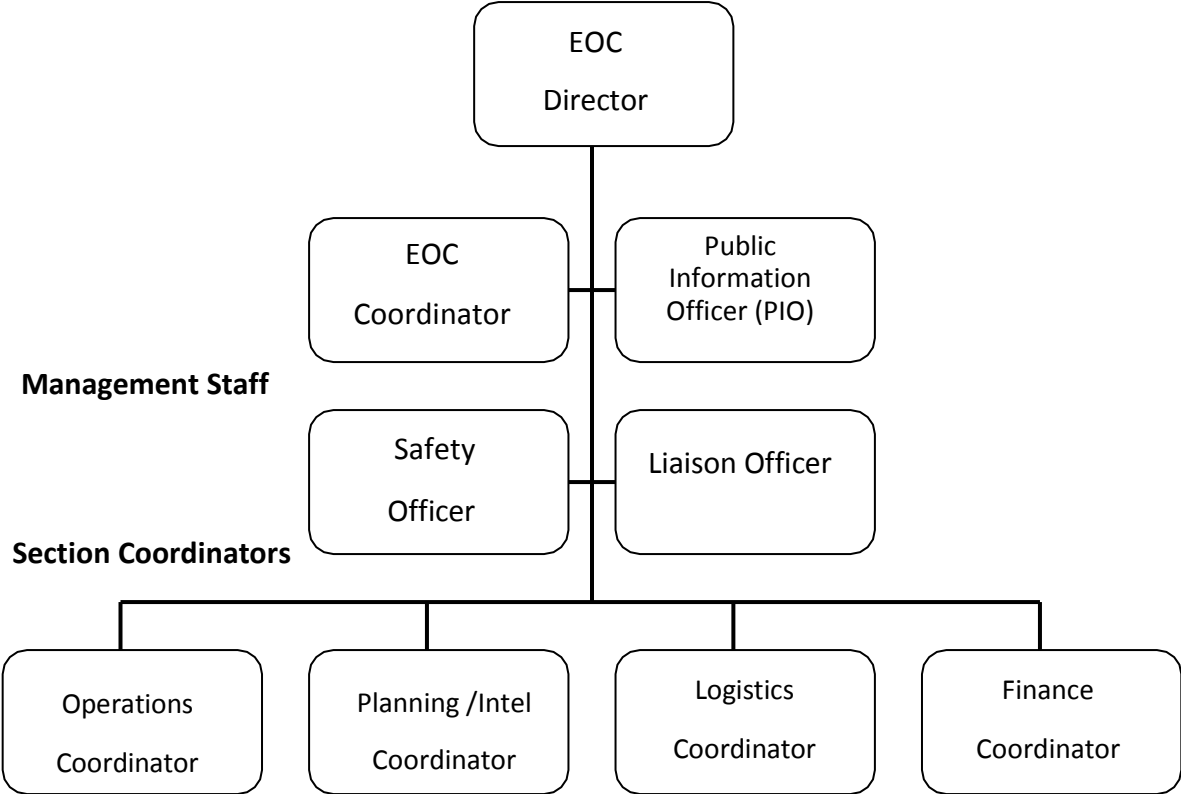 EOC
Director
EOC
Coordinator
Public
Information
Officer (PIO)
Management Staff
Safety
Officer
Liaison Officer
Section Coordinators
Operations
Coordinator
Planning /Intel
Coordinator
Logistics
Coordinator
Finance
Coordinator